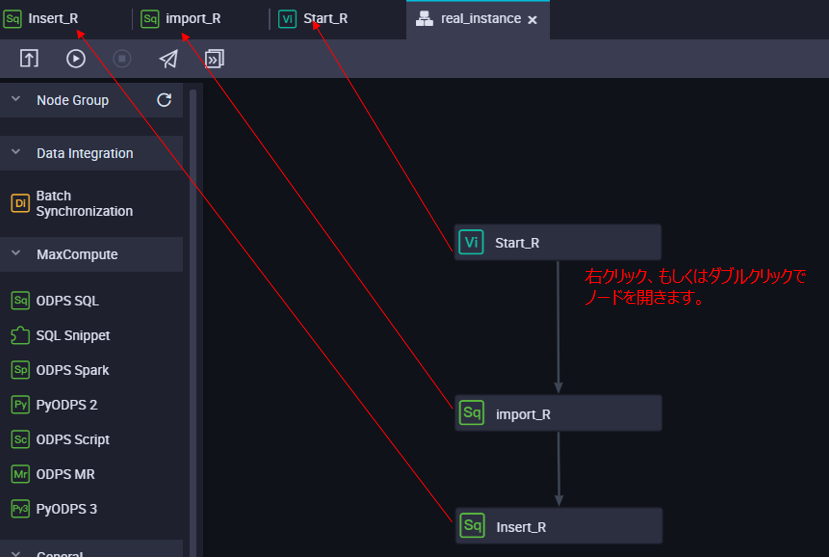 Sq Insert_R
Sq import_R
Vi Start_R
real_instance ×
Node Group
Data Integration
DI Batch
Synchronization
MaxCompute
Sq ODPS SQL
SQL Snippet
Sp ODPS Spark
Py PyODPS 2
Sc ODPS Script
Mr ODPS MR
Py3 PyODPS 3
General
Vi Start_R
右クリック、もしくはダブルクリックで
ノードを開きます。
Sq import_R
Sq Insert_R